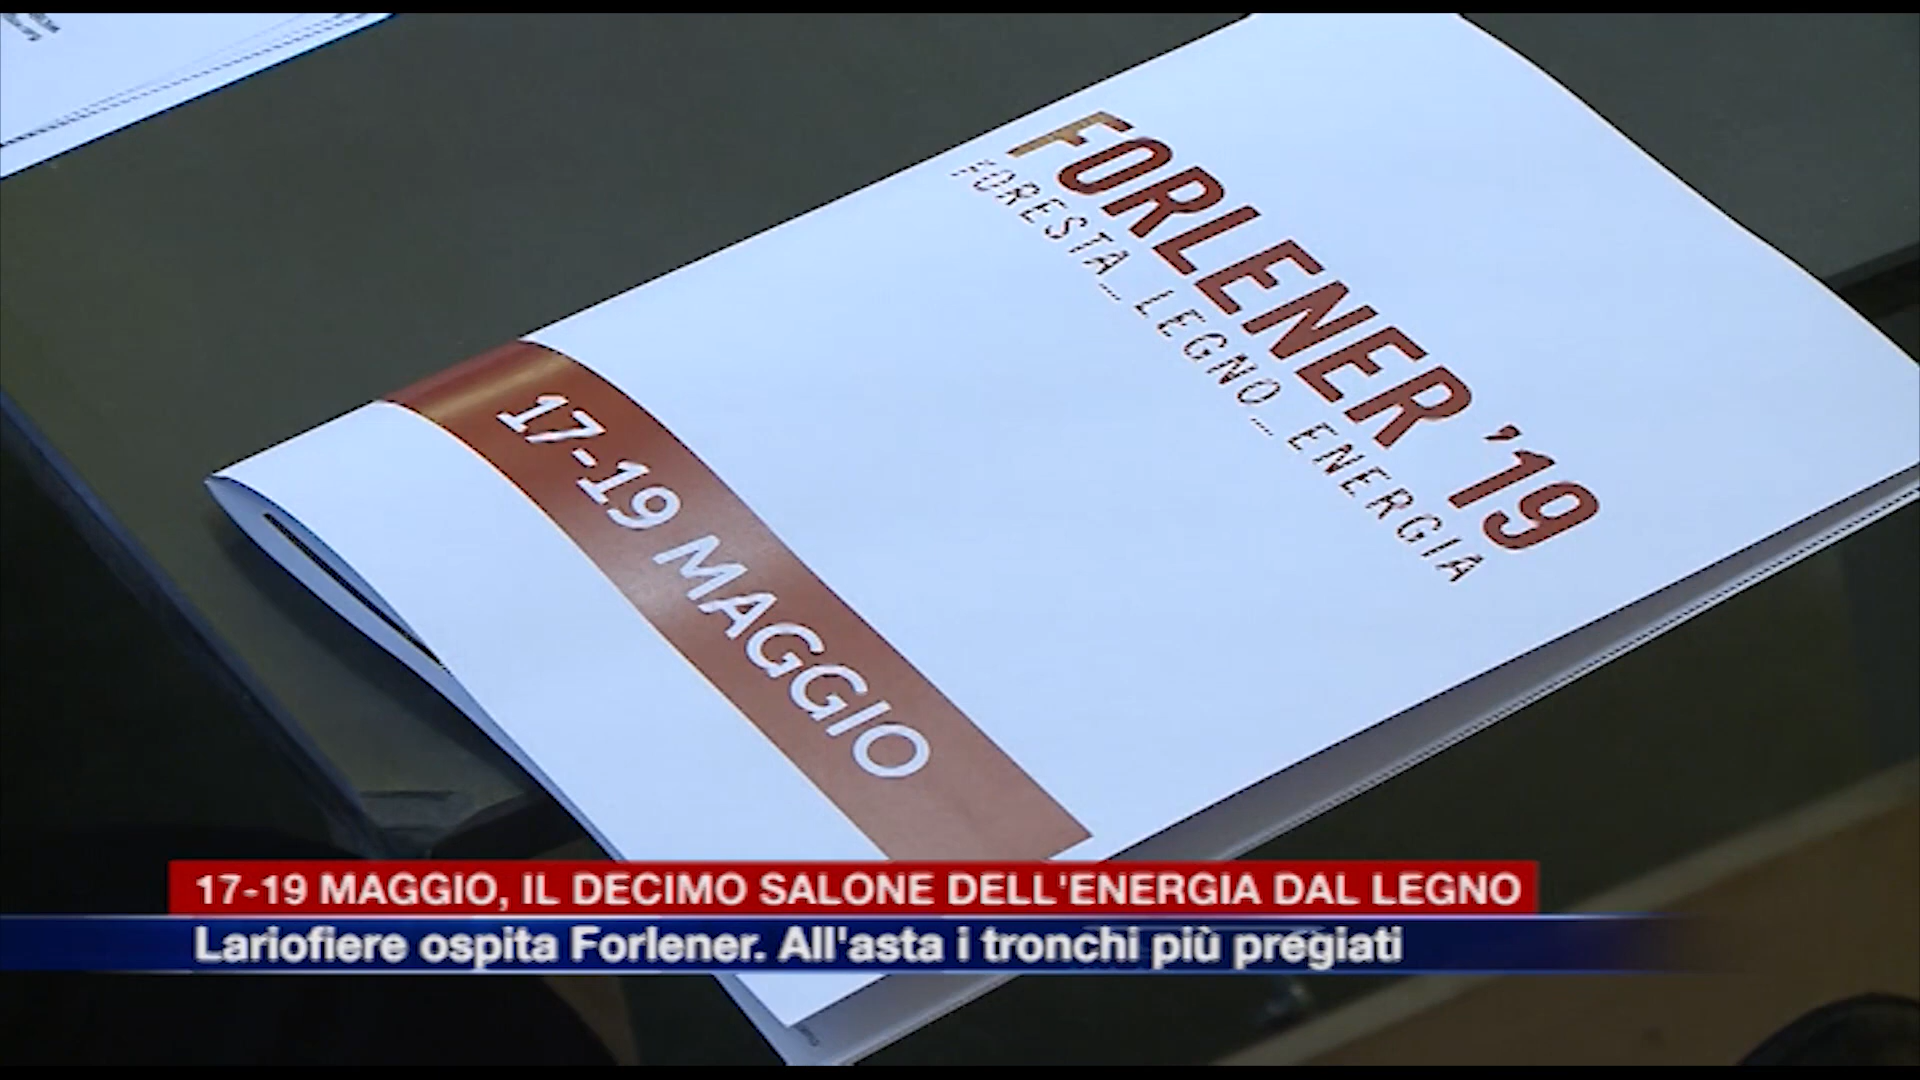 FORLENER '19
FORESTA_LEGNO_ENERGIA
17-19 MAGGIO
17-19 MAGGIO, IL DECIMO SALONE DELL'ENERGIA DAL LEGNO
Lariofiere ospita Forlener. All'asta i tronchi più pregiati